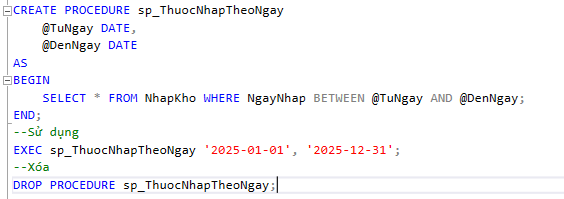 CREATE PROCEDURE sp_ThuocNhapTheoNgay
@TuNgay DATE,
@DenNgay DATE
AS
BEGIN
SELECT * FROM NhapKho WHERE NgayNhap BETWEEN @TuNgay AND @DenNgay;
END;
--Sử dụng
EXEC sp_ThuocNhapTheoNgay '2025-01-01', '2025-12-31';
--Xóa
DROP PROCEDURE sp_ThuocNhapTheoNgay;